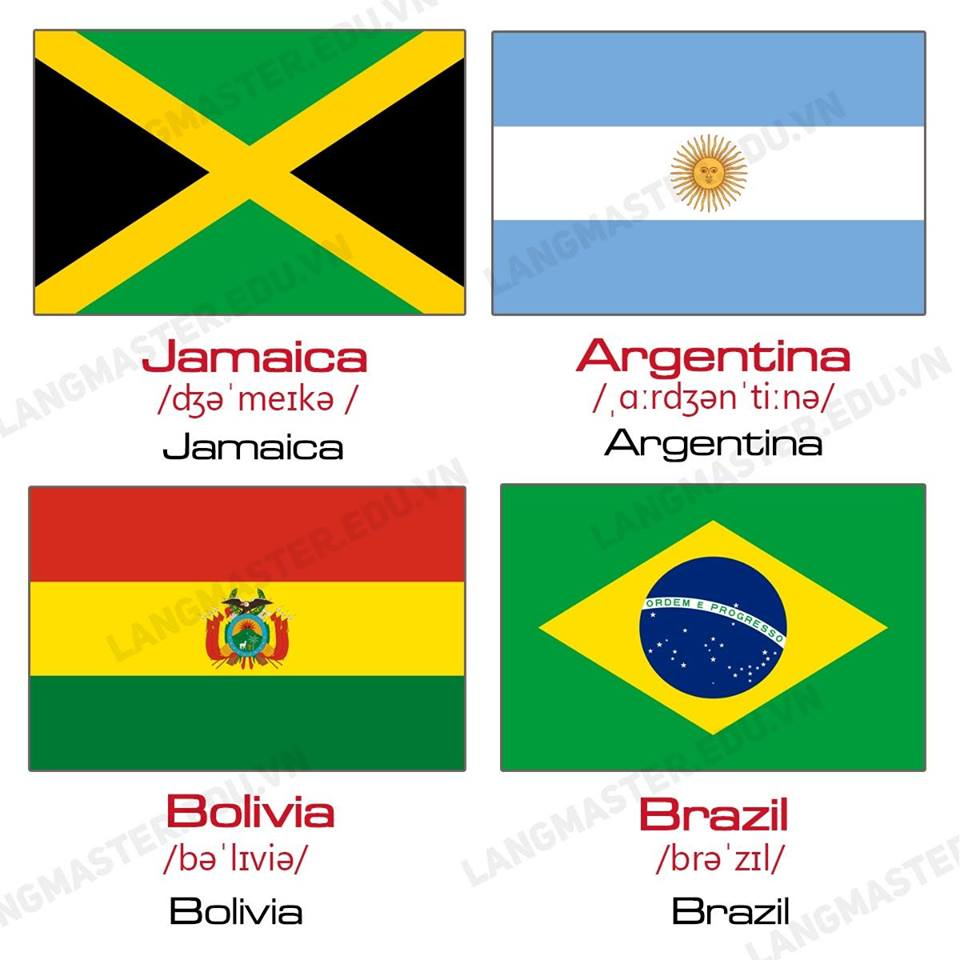 LANGMASTER.EDU.VN
Jamaica
/dʒəˈmeɪkə /
Jamaica
Argentina
/ˌɑːrdʒənˈtiːnə/
Argentina
ORDEM E PROGRESSO
Bolivia
/bəˈlɪviə/
Bolivia
Brazil
/brəˈzɪl/
Brazil